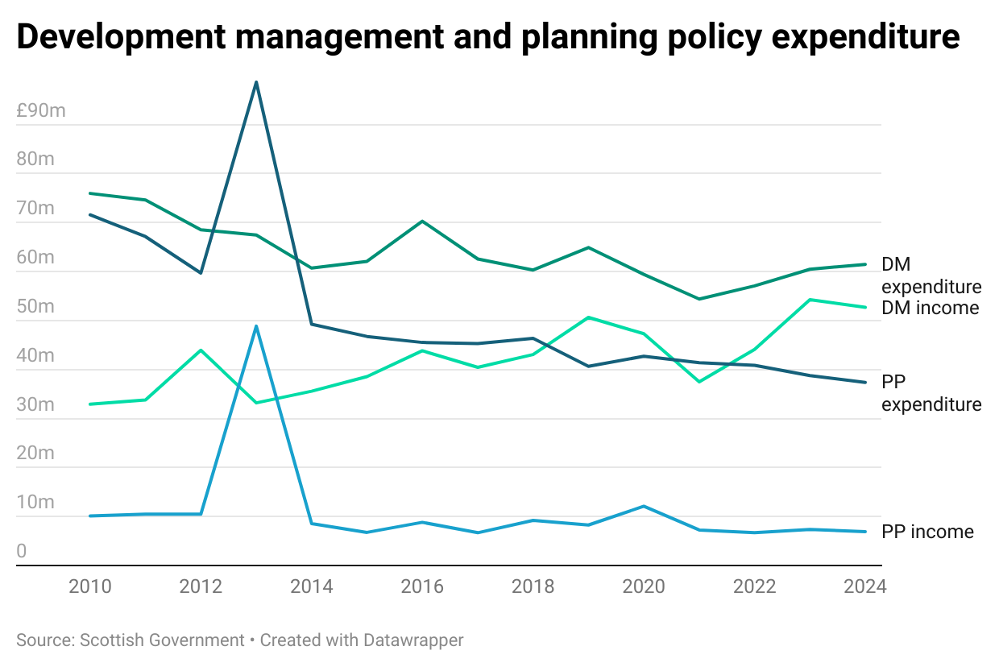 Development management and planning policy expenditure
£90m
80m
70m
60m
50m
40m
30m
20m
10m
0
DM
expenditure
DM income
PP
expenditure
PP income
2010 2012 2014 2016 2018 2020 2022 2024
Source: Scottish Government • Created with Datawrapper